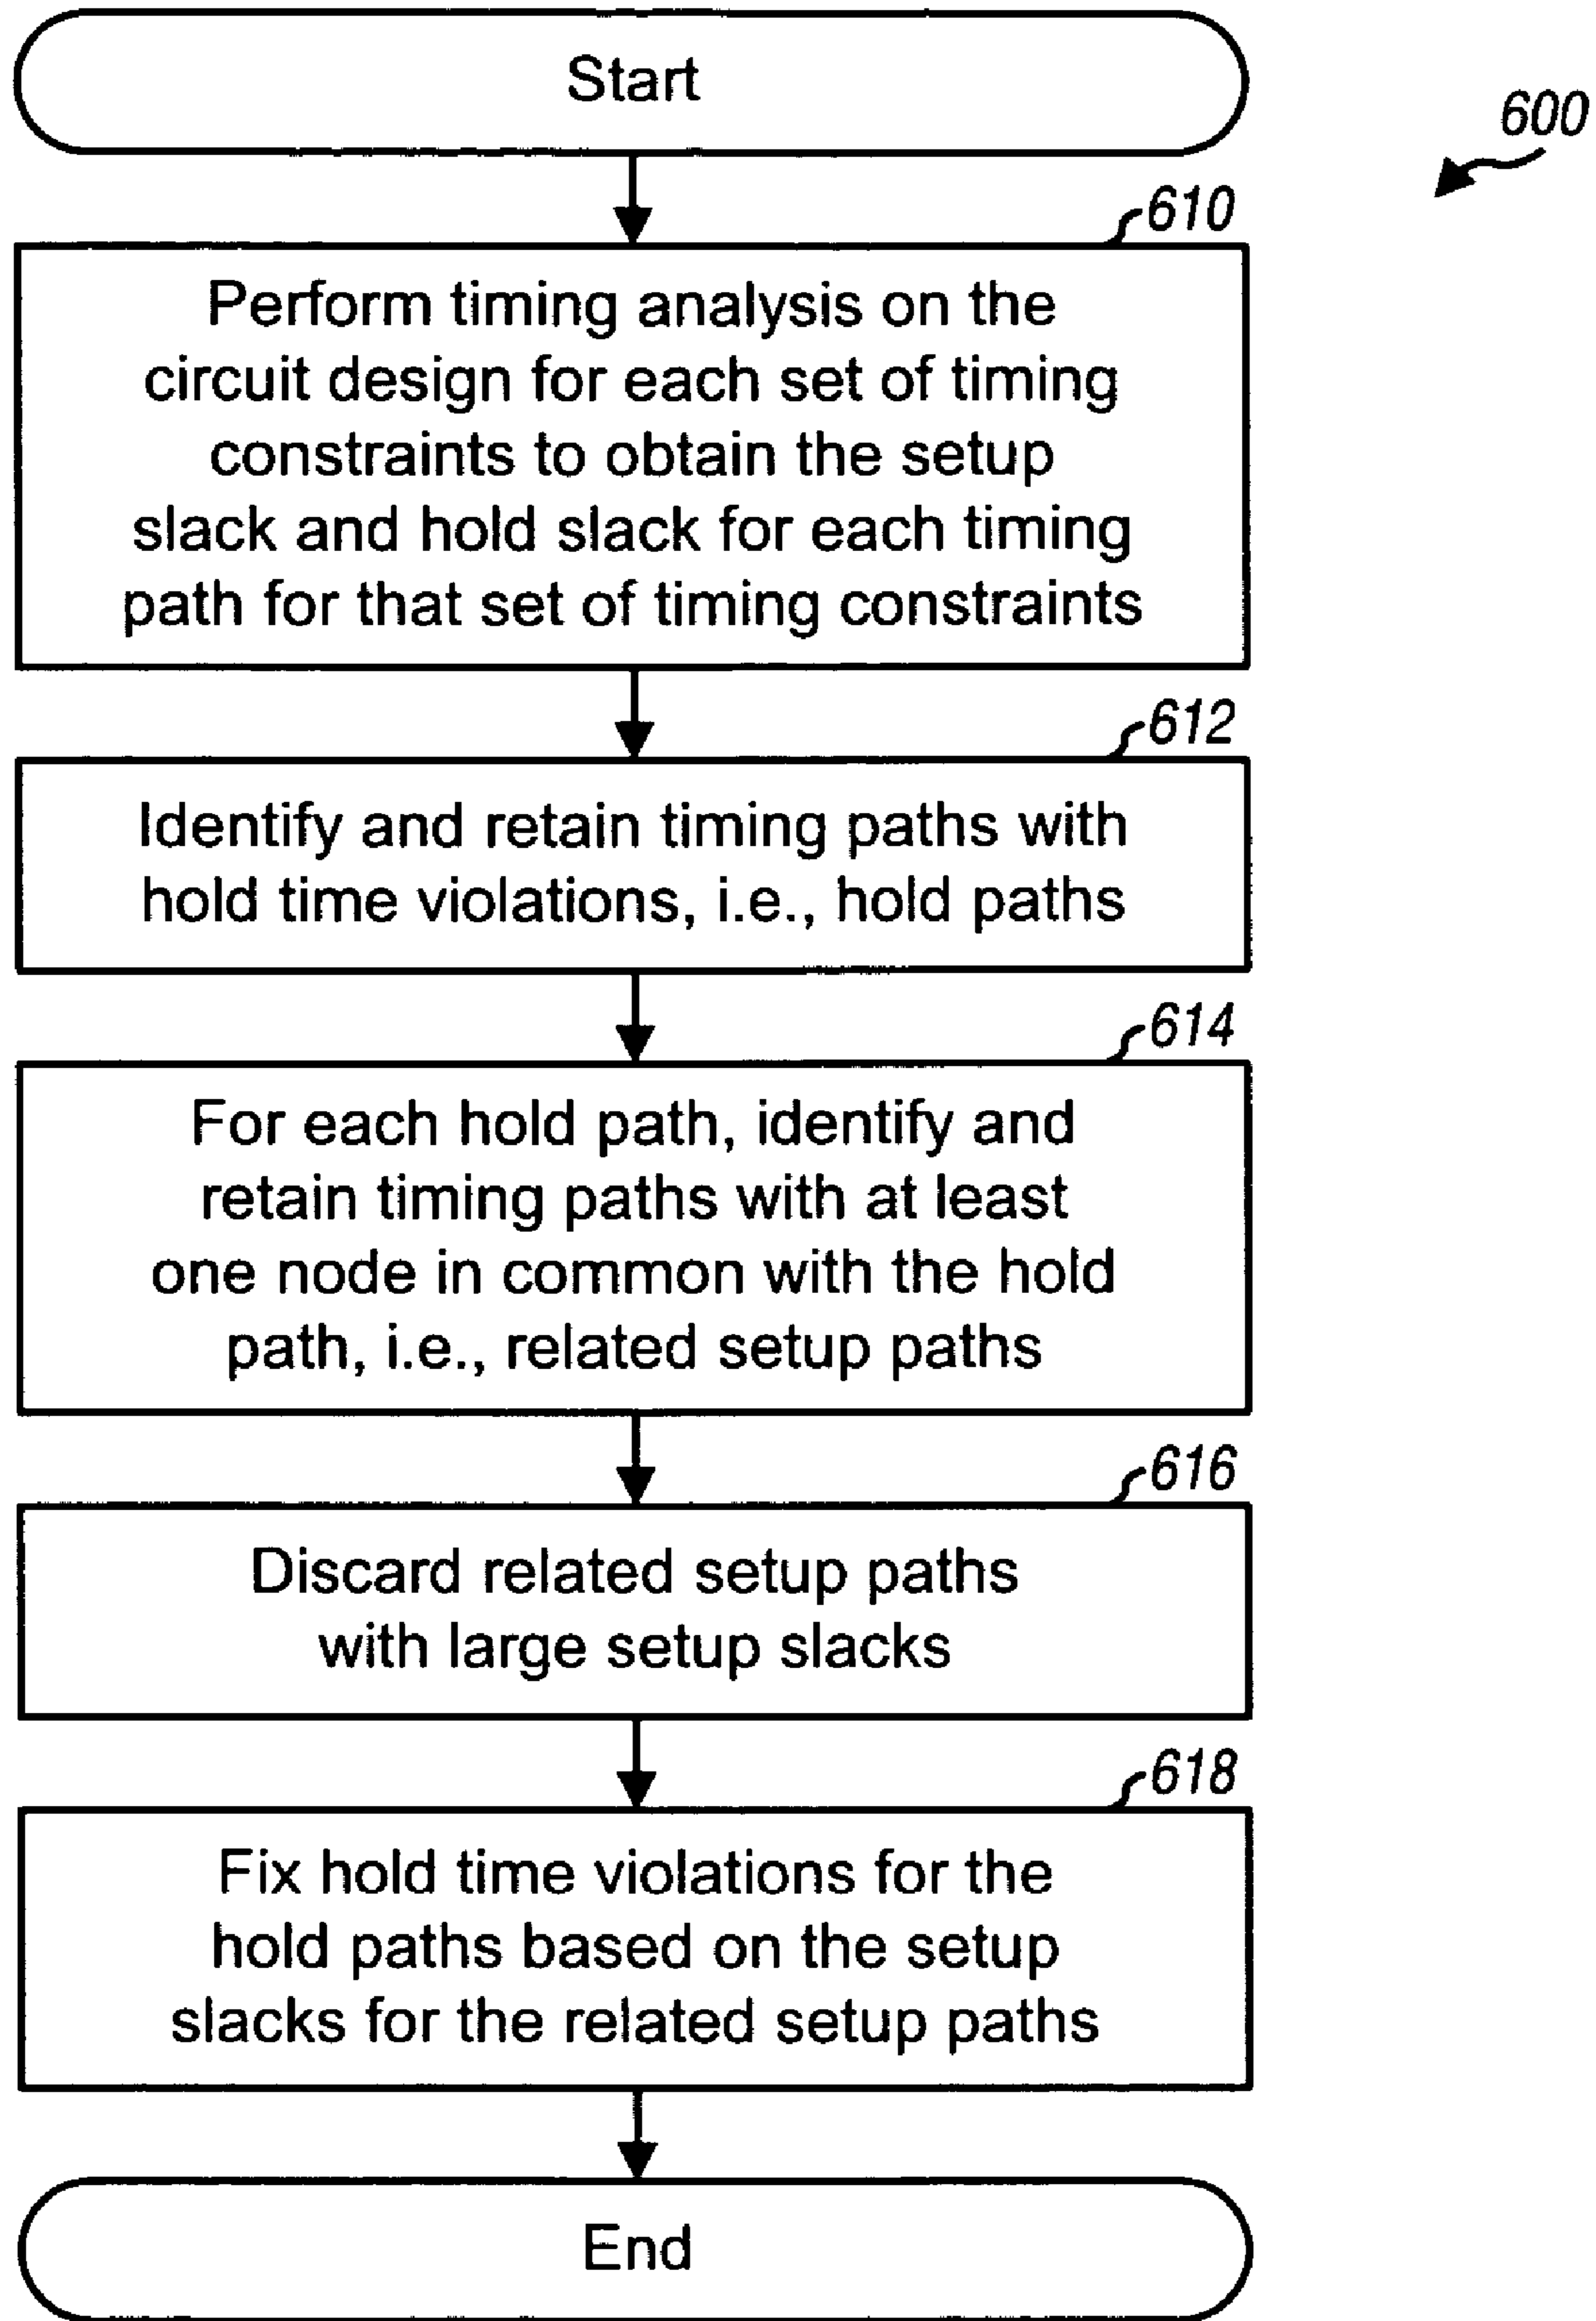 Start
600
610
Perform timing analysis on the
circuit design for each set of timing
constraints to obtain the setup
slack and hold slack for each timing
path for that set of timing constraints
612
Identify and retain timing paths with
hold time violations, i.e., hold paths
614
For each hold path, identify and
retain timing paths with at least
one node in common with the hold
path, i.e., related setup paths
616
Discard related setup paths
with large setup slacks
618
Fix hold time violations for the
hold paths based on the setup
slacks for the related setup paths
End